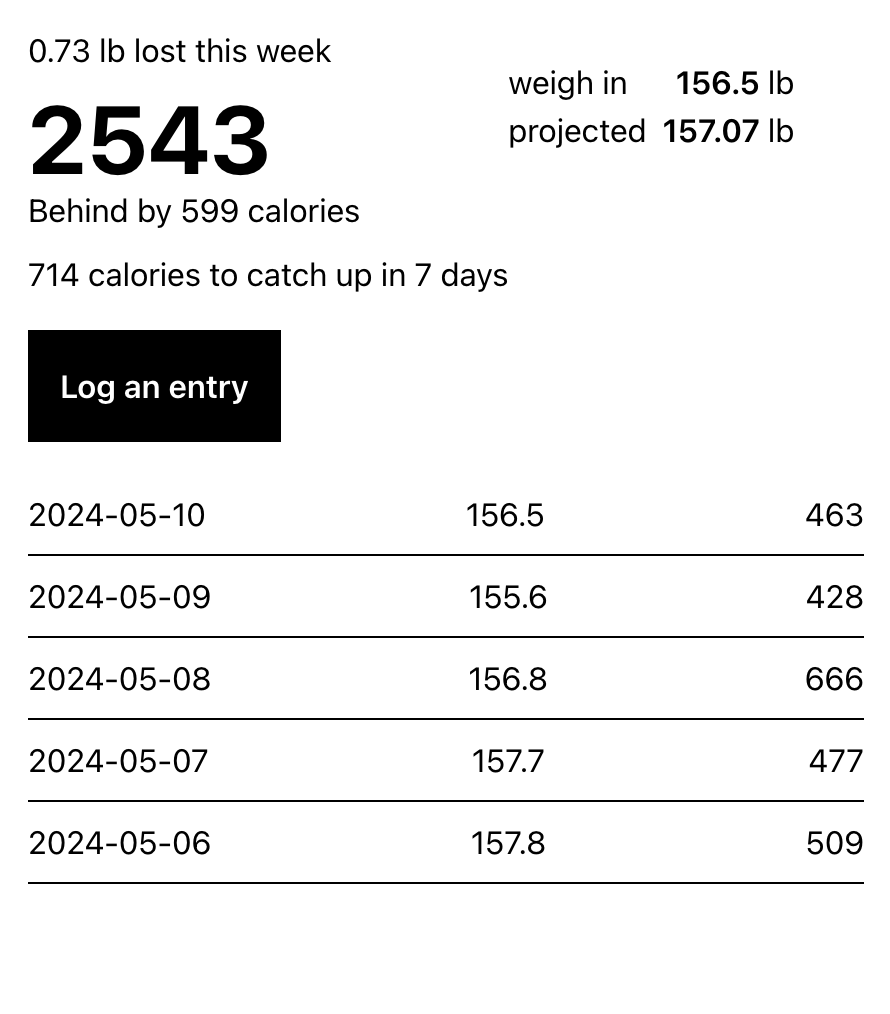 0.73 lb lost this week
2543
Behind by 599 calories
714 calories to catch up in 7 days
weigh in 156.5 lb
projected 157.07 lb
Log an entry
2024-05-10 156.5 463
2024-05-09 155.6 428
2024-05-08 156.8 666
2024-05-07 157.7 477
2024-05-06 157.8 509